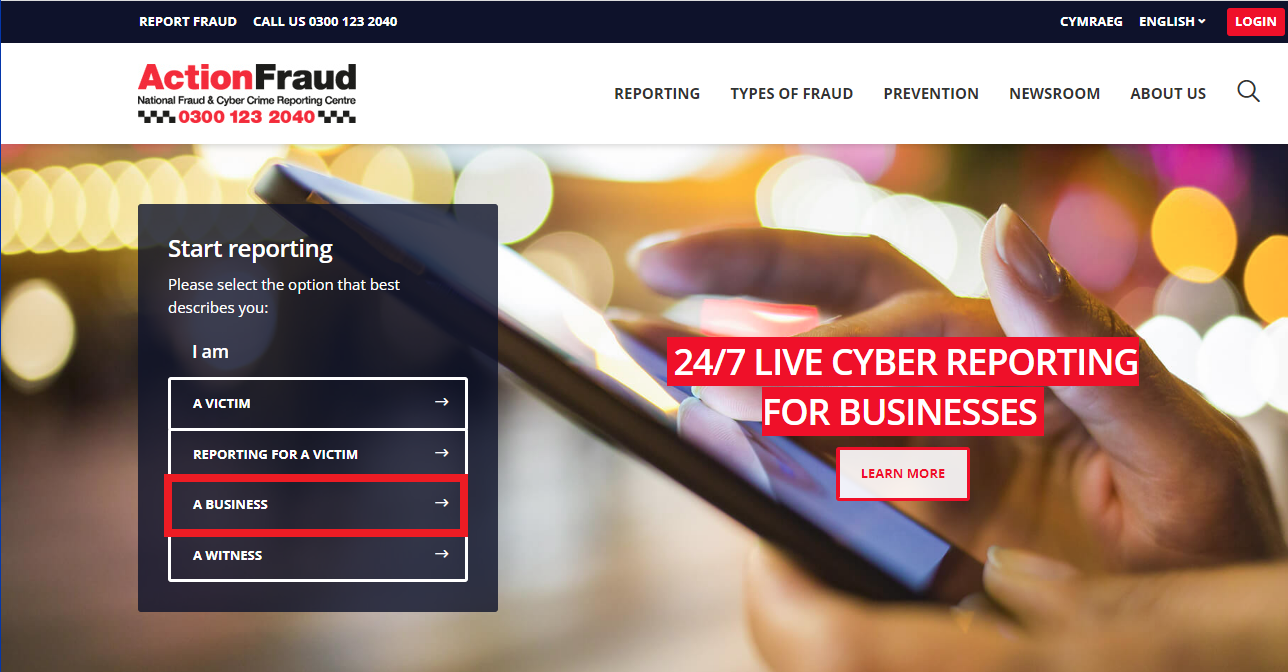 REPORT FRAUD CALL US 0300 123 2040 CYMRAEG ENGLISH LOGIN
ActionFraud
National Fraud & Cyber Crime Reporting Centre
0300 123 2040
REPORTING TYPES OF FRAUD PREVENTION NEWSROOM ABOUT US
Start reporting
Please select the option that best
describes you:
I am
A VICTIM
REPORTING FOR A VICTIM
A BUSINESS
A WITNESS
24/7 LIVE CYBER REPORTING
FOR BUSINESSES
LEARN MORE